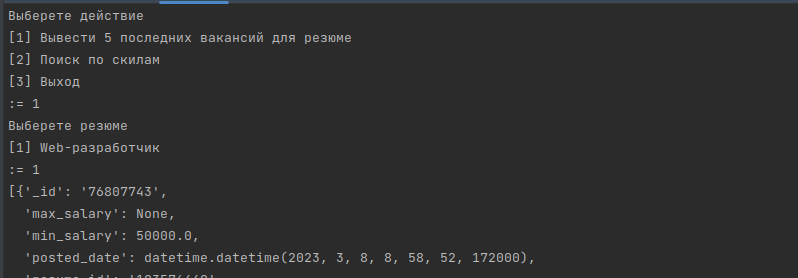 Выберете действие
[1] Вывести 5 последних вакансий для резюме
[2] Поиск по скилам
[3] Выход
:= 1
Выберете резюме
[1] Web-разработчик
:= 1
[{'_id': '76807743',
'max_salary': None,
'min_salary': 50000.0,
'posted_date': datetime.datetime(2023, 3, 8, 8, 58, 52, 172000),